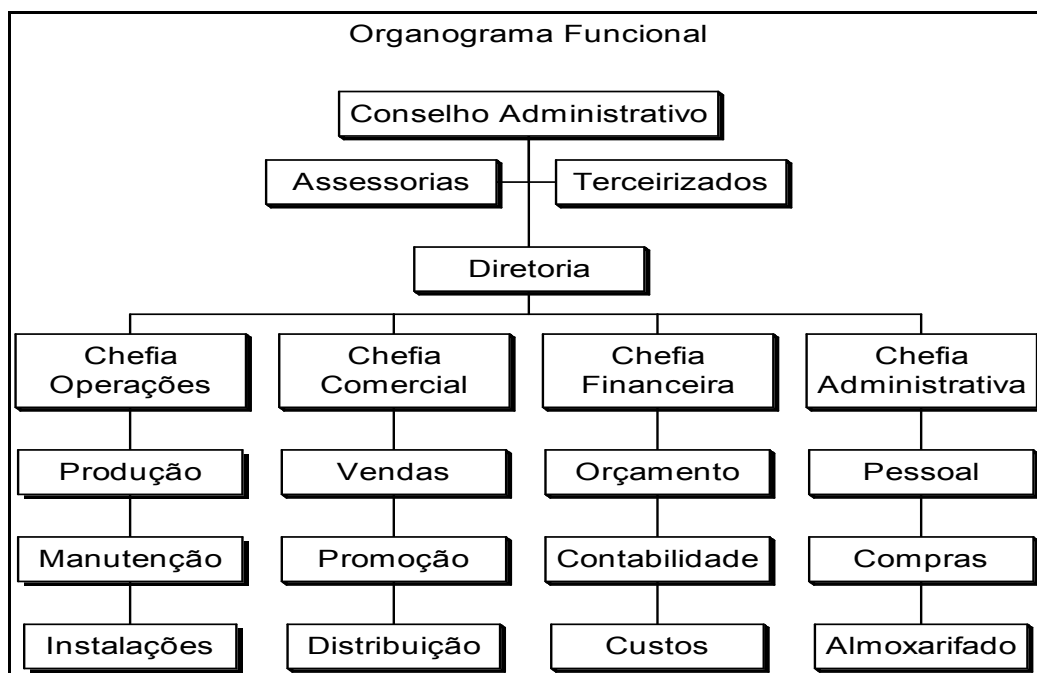 Organograma Funcional
Conselho Administrativo
Assessorias
Terceirizados
Diretoria
Chefia
Operações
Chefia
Comercial
Chefia
Financeira
Chefia
Administrativa
Produção
Vendas
Orçamento
Pessoal
Manutenção
Promoção
Contabilidade
Compras
Instalações
Distribuição
Custos
Almoxarifado